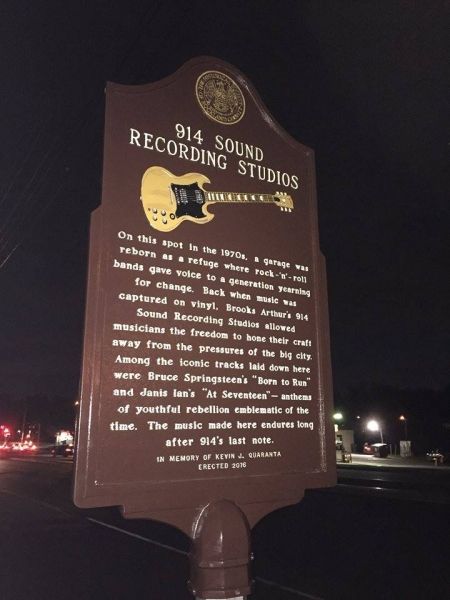 914 SOUND
RECORDING STUDIOS
On this spot in the 1970s, a garage was
reborn as a refuge where rock-'n'-roll
bands gave voice to a generation yearning
for change. Back when music was
captured on vinyl, Brooks Arthur's 914
Sound Recording Studios allowed
musicians the freedom to hone their craft
away from the pressures of the big city.
Among the iconic tracks laid down here
were Bruce Springsteen's "Born to Run"
and Janis Ian's "At Seventeen"— anthems
of youthful rebellion emblematic of the
time. The music made here endures long
after 914's last note.
IN MEMORY OF KEVIN J. QUARANTA
ERECTED 2016